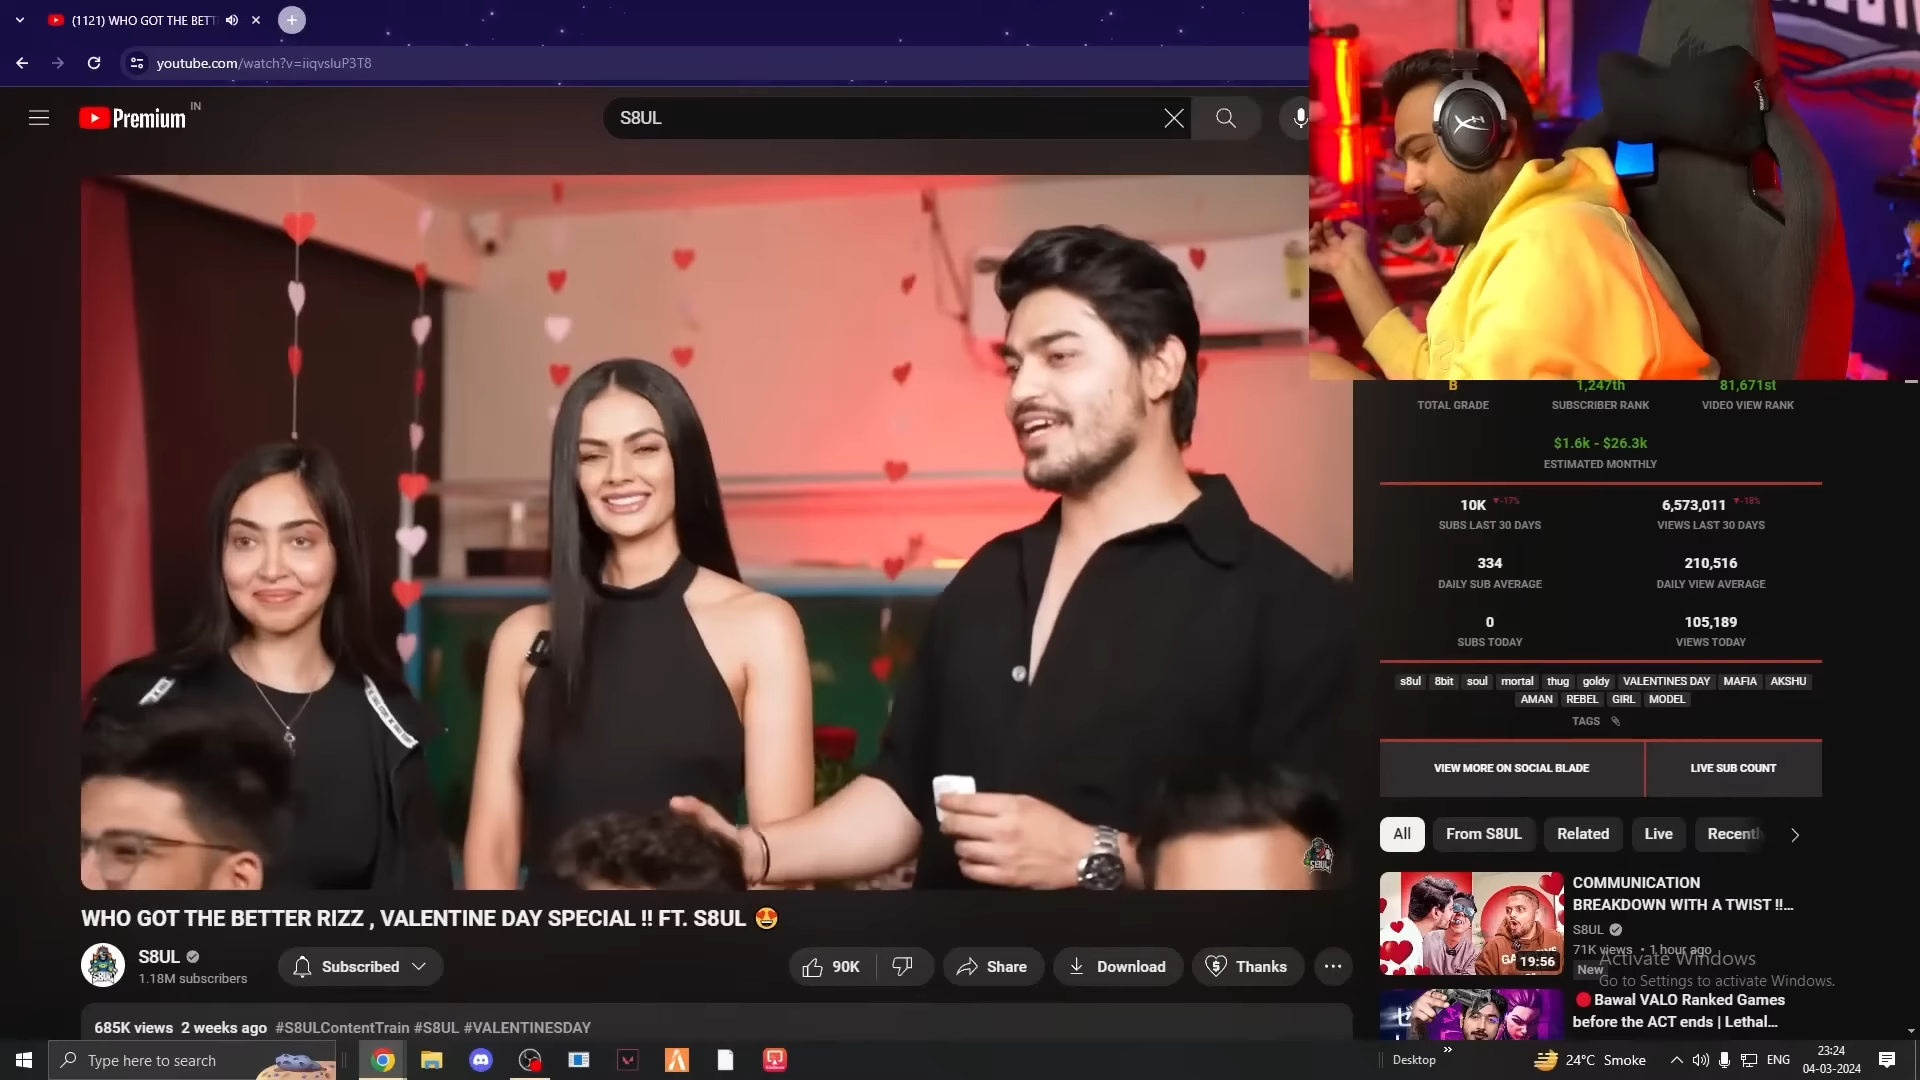 (1121) WHO GOT THE BETT
youtube.com/watch?v=iiqvsluP3T8
Premium IN
S8UL
B 1,247th 81,671st
TOTAL GRADE SUBSCRIBER RANK VIDEO VIEW RANK
$1.6k - $26.3k
ESTIMATED MONTHLY
10K -17% 6,573,011 -18%
SUBS LAST 30 DAYS VIEWS LAST 30 DAYS
334 210,516
DAILY SUB AVERAGE DAILY VIEW AVERAGE
0 105,189
SUBS TODAY VIEWS TODAY
s8ul 8bit soul mortal thug goldy VALENTINES DAY MAFIA AKSHU
AMAN REBEL GIRL MODEL
TAGS
VIEW MORE ON SOCIAL BLADE LIVE SUB COUNT
All From S8UL Related Live Recentl
COMMUNICATION
BREAKDOWN WITH A TWIST !!...
S8UL
71K views • 1 hour ago
New
19:56
Bawal VALO Ranked Games
before the ACT ends | Lethal...
S8UL
WHO GOT THE BETTER RIZZ , VALENTINE DAY SPECIAL !! FT. S8UL 😍
S8UL
1.18M subscribers
Subscribed
90K Share Download Thanks
685K views 2 weeks ago #S8ULContentTrain #S8UL #VALENTINESDAY
Activate Windows
Go to Settings to activate Windows.
Type here to search
Desktop
24°C Smoke
ENG
23:24
04-03-2024